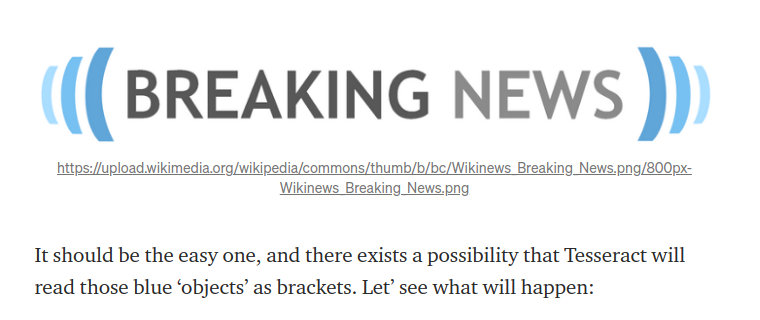 BREAKING NEWS
https://upload.wikimedia.org/wikipedia/commons/thumb/b/bc/Wikinews_Breaking_News.png/800px-
Wikinews_Breaking_News.png
It should be the easy one, and there exists a possibility that Tesseract will
read those blue ‘objects’ as brackets. Let’ see what will happen: